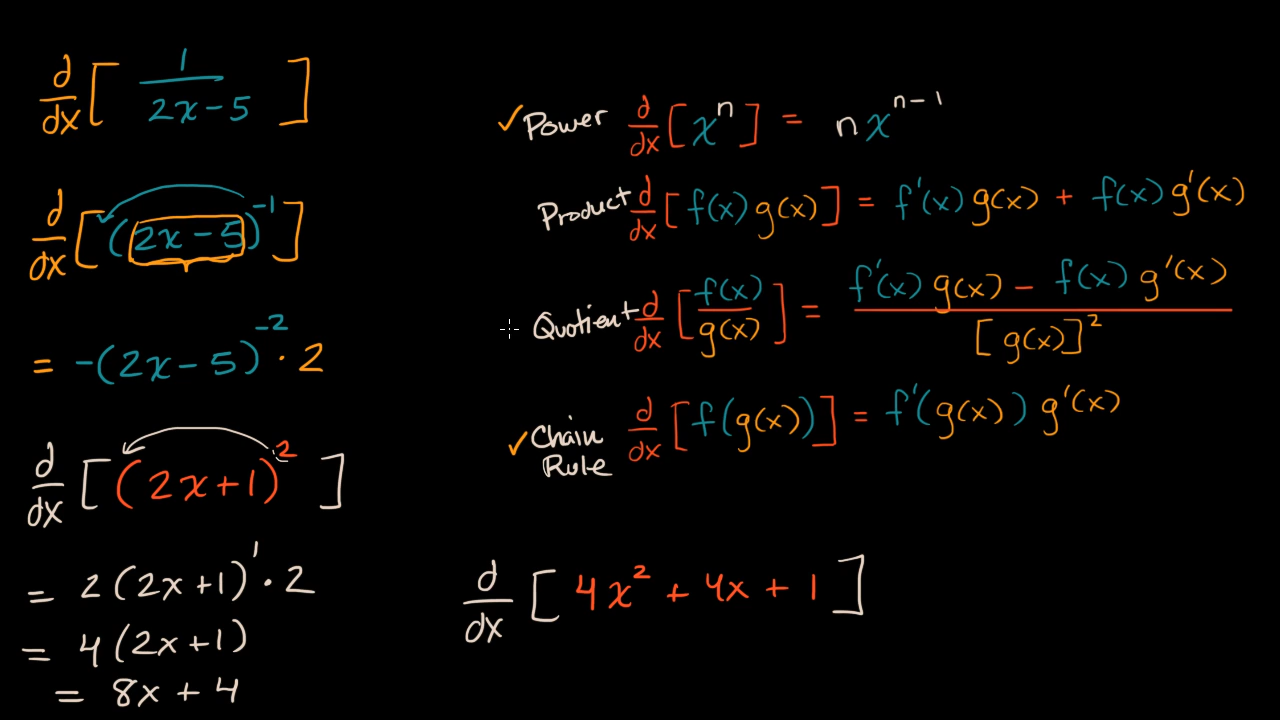 d/dx [ 1/(2x-5) ]
d/dx [ (2x-5)^-1 ]
= -(2x-5)^-2 · 2
d/dx [ (2x+1)^2 ]
= 2(2x+1)^1 · 2
= 4(2x+1)
= 8x + 4
✓ Power d/dx [x^n] = nx^(n-1)
Product d/dx [f(x)g(x)] = f'(x)g(x) + f(x)g'(x)
Quotient d/dx [f(x)/g(x)] = (f'(x)g(x) - f(x)g'(x))/[g(x)]^2
✓ Chain d/dx [f(g(x))] = f'(g(x))g'(x)
Rule
d/dx [4x^2 + 4x + 1]